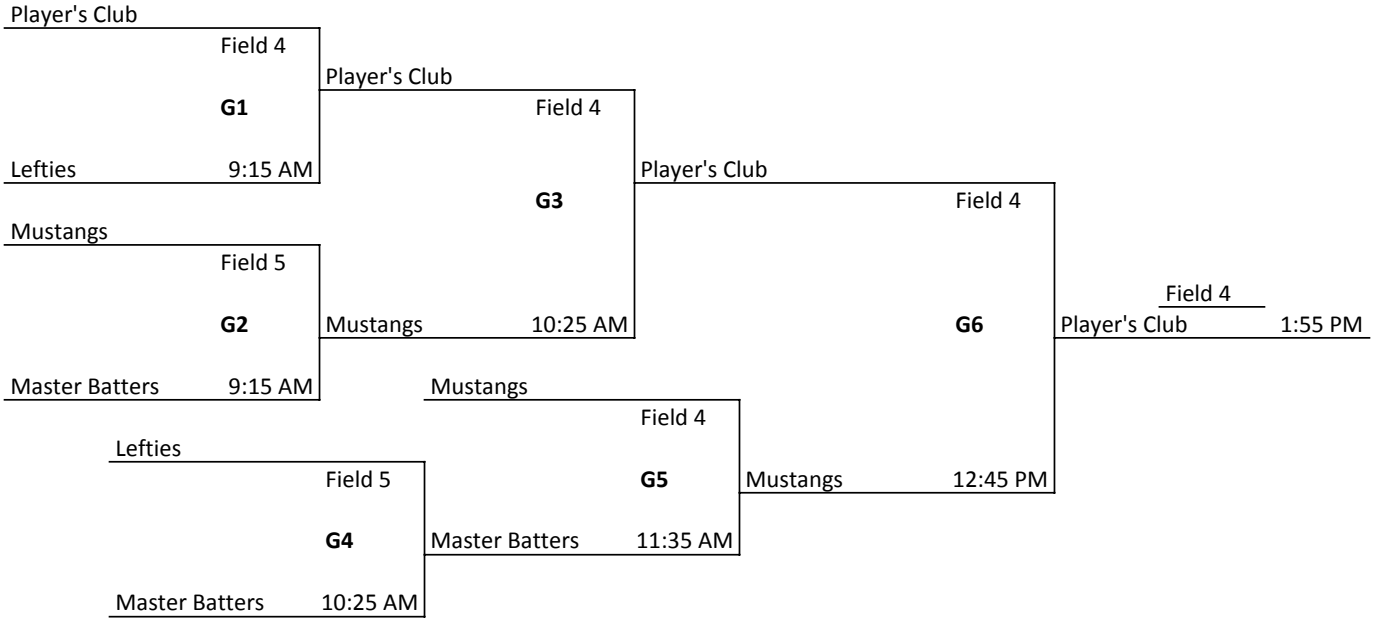 Player's Club
Field 4
Player's Club
G1
Field 4
Lefties 9:15 AM
Player's Club
G3
Field 4
Mustangs
Field 5
Field 4
G2
Mustangs 10:25 AM
G6
Player's Club 1:55 PM
Master Batters 9:15 AM
Mustangs
Field 4
Lefties
Field 5
G5
Mustangs 12:45 PM
G4
Master Batters 11:35 AM
Master Batters 10:25 AM